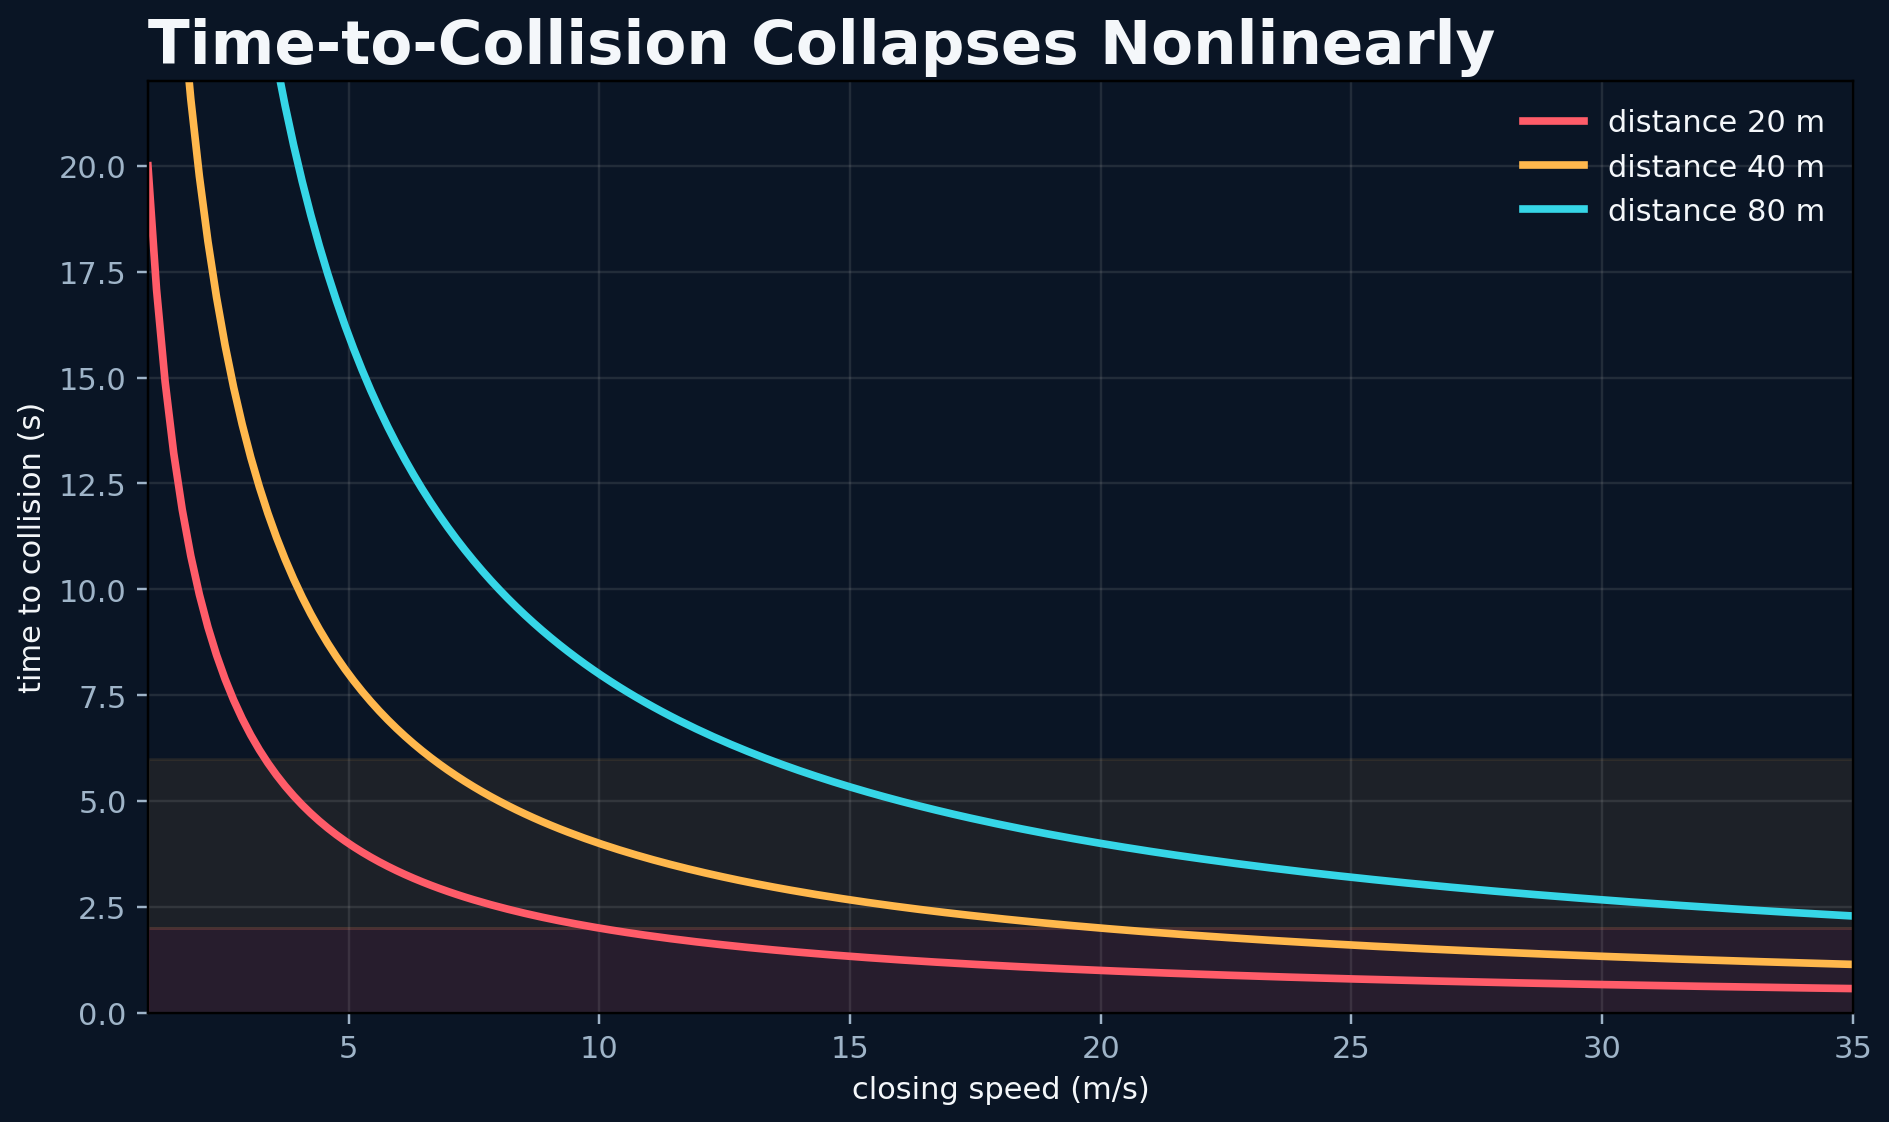 Time-to-Collision Collapses Nonlinearly
distance 20 m
distance 40 m
distance 80 m
time to collision (s)
20.0
17.5
15.0
12.5
10.0
7.5
5.0
2.5
0.0
5 10 15 20 25 30 35
closing speed (m/s)